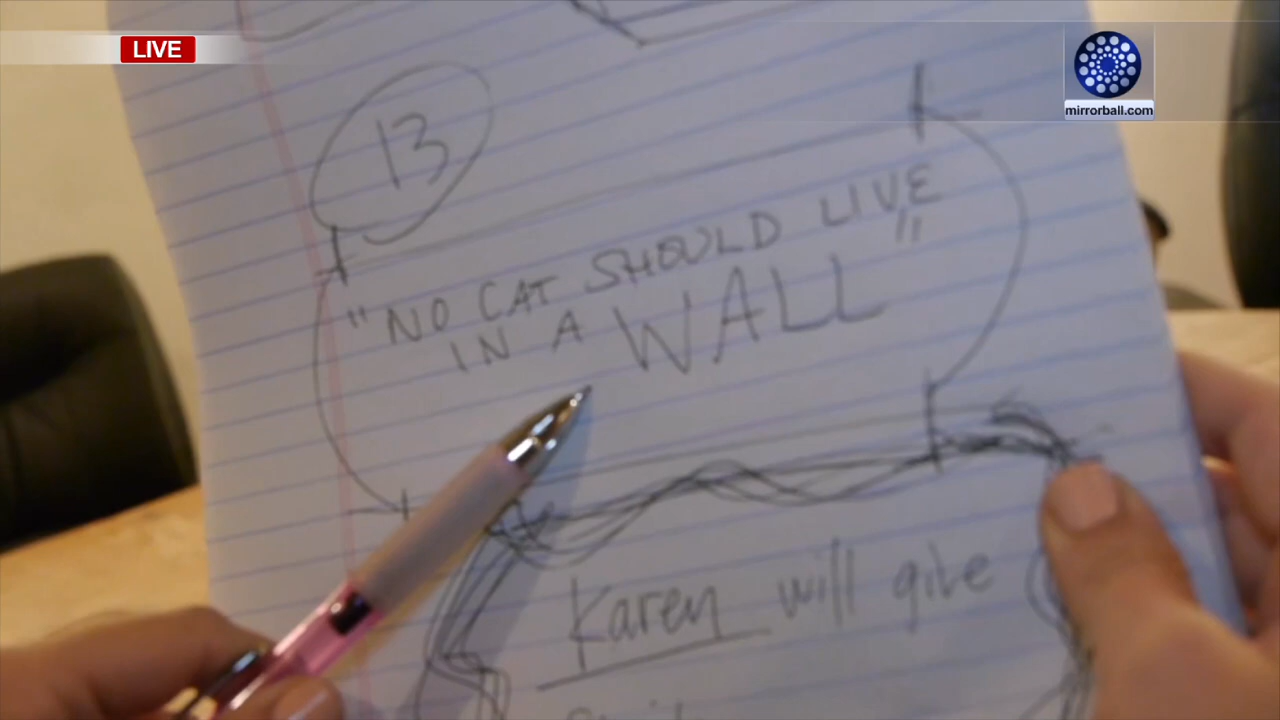 LIVE
mirrorball.com
13
"NO CAT SHOULD LIVE
IN A WALL"
Karen will give